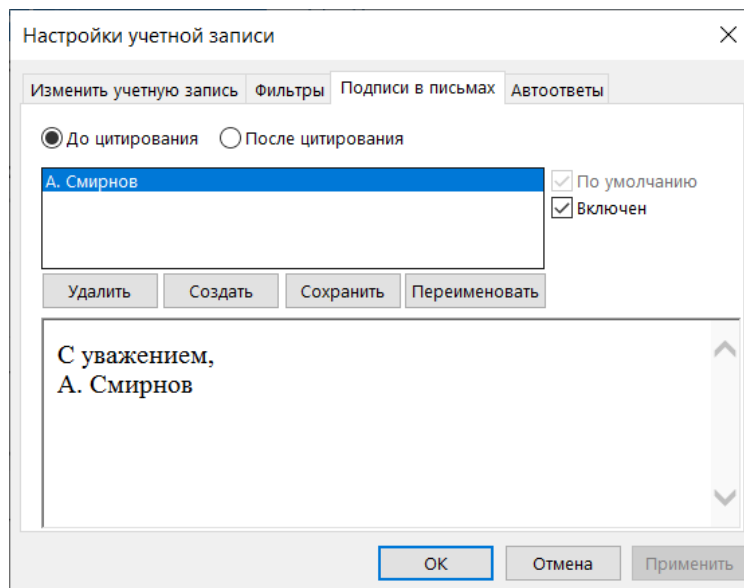 Настройки учетной записи
Изменить учетную запись Фильтры Подписи в письмах Автоответы
До цитирования После цитирования
А. Смирнов По умолчанию
Включен
Удалить Создать Сохранить Переименовать
С уважением,
А. Смирнов
ОК Отмена Применить